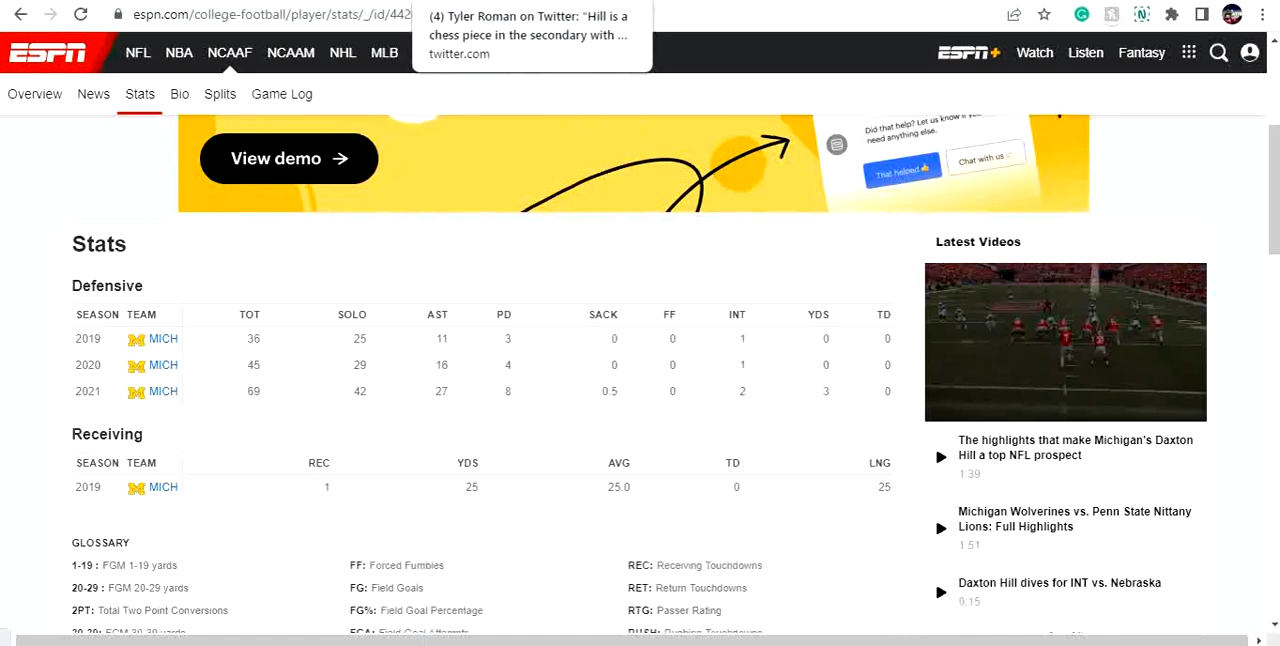 espn.com/college-football/player/stats/_/id/442
(4) Tyler Roman on Twitter: "Hill is a
chess piece in the secondary with ...
twitter.com
ESPN NFL NBA NCAAF NCAAM NHL MLB ESPN+ Watch Listen Fantasy
Overview News Stats Bio Splits Game Log
View demo →
Did that help? Let us know if you
need anything else.
That helped 👍 Chat with us
Stats
Defensive
SEASON TEAM TOT SOLO AST PD SACK FF INT YDS TD
2019 MICH 36 25 11 3 0 0 1 0 0
2020 MICH 45 29 16 4 0 0 1 0 0
2021 MICH 69 42 27 8 0.5 0 2 3 0
Receiving
SEASON TEAM REC YDS AVG TD LNG
2019 MICH 1 25 25.0 0 25
GLOSSARY
1-19 : FGM 1-19 yards FF: Forced Fumbles REC: Receiving Touchdowns
20-29 : FGM 20-29 yards FG: Field Goals RET: Return Touchdowns
2PT: Total Two Point Conversions FG%: Field Goal Percentage RTG: Passer Rating
Latest Videos
The highlights that make Michigan's Daxton
Hill a top NFL prospect
1:39
Michigan Wolverines vs. Penn State Nittany
Lions: Full Highlights
1:51
Daxton Hill dives for INT vs. Nebraska
0:15